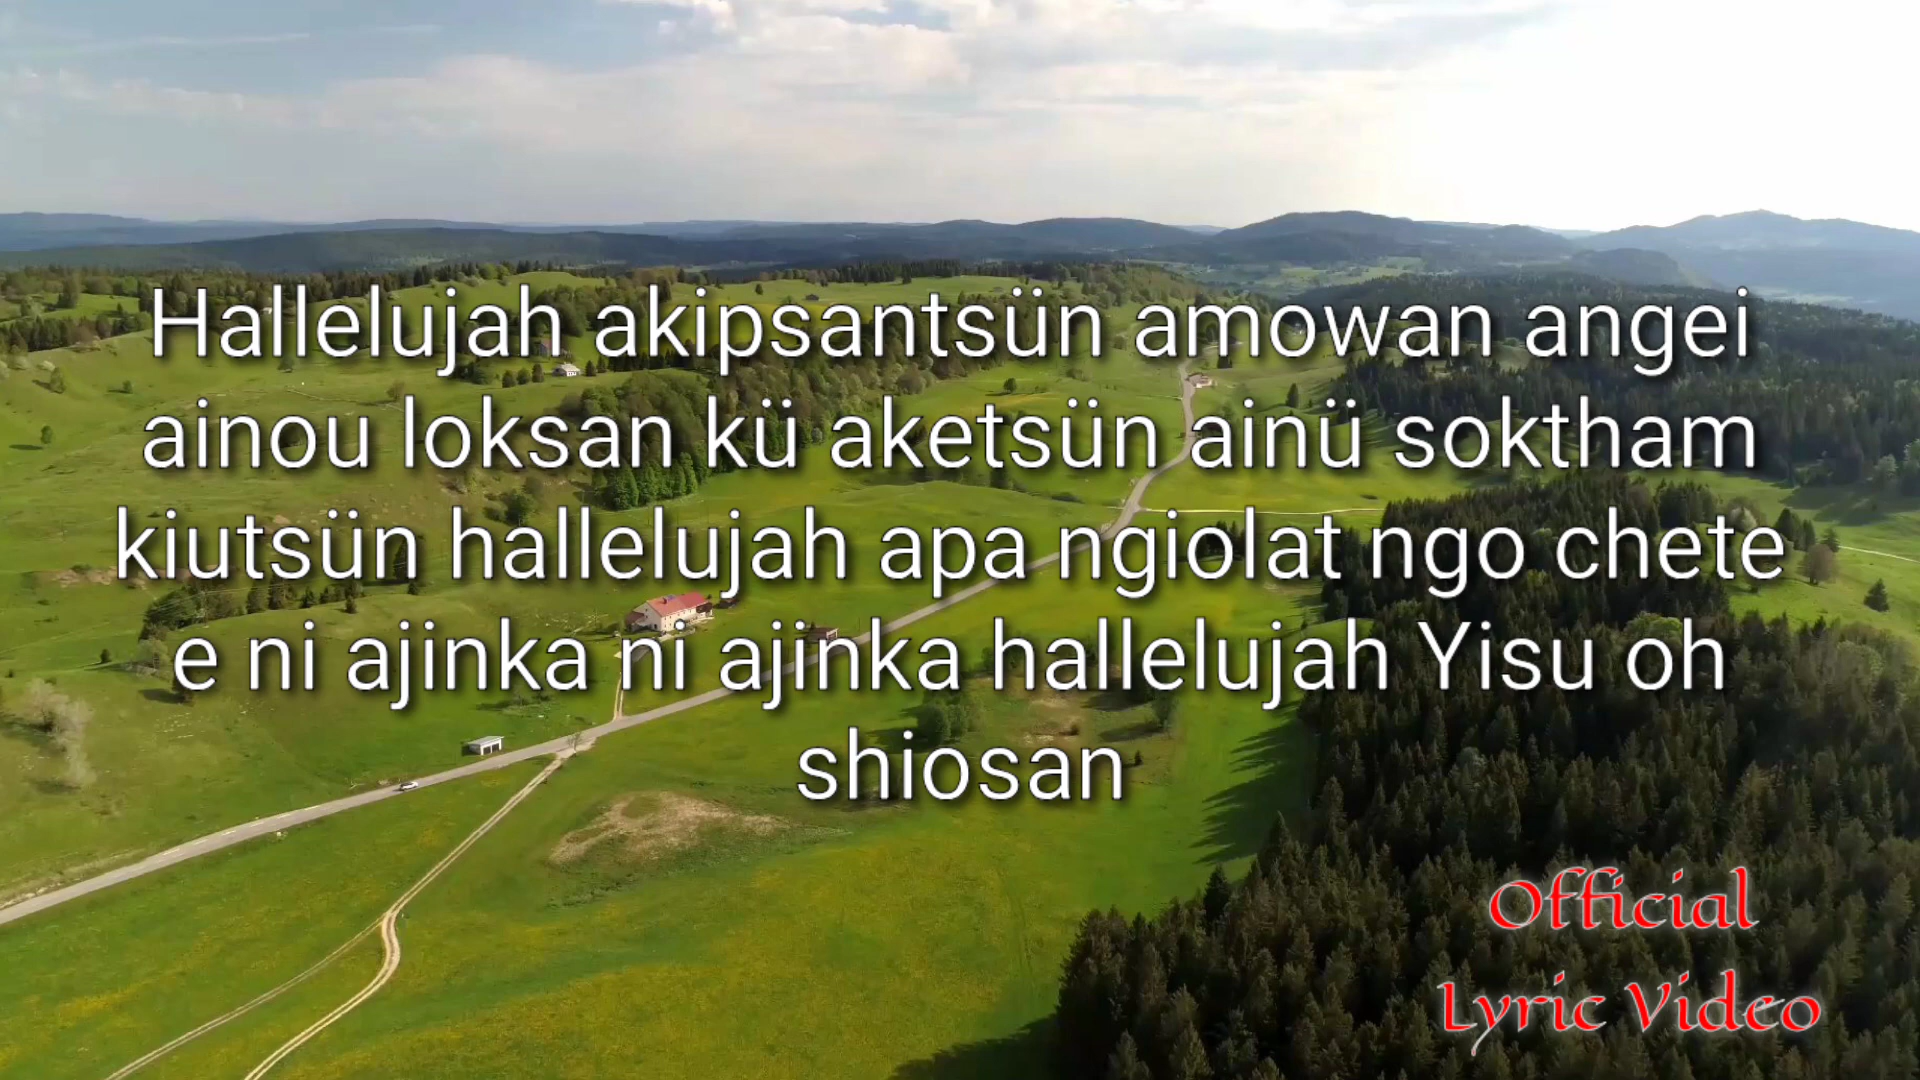 Hallelujah akipsantsün amowan angei
ainou loksan kü aketsün ainü soktham
kiutsün hallelujah apa ngiolat ngo chete
e ni ajinka ni ajinka hallelujah Yisu oh
shiosan
Official
Lyric Video